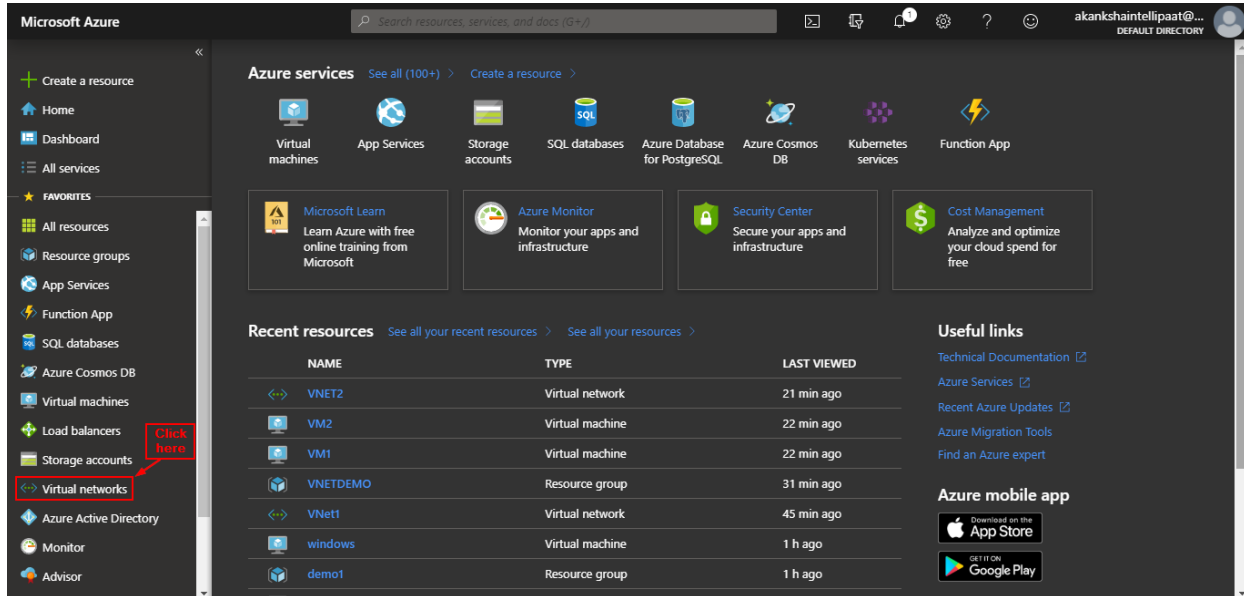 Microsoft Azure
Search resources, services, and docs (G+/)
1
akankshaintellipaat@...
DEFAULT DIRECTORY
«
Create a resource
Home
Dashboard
All services
FAVORITES
All resources
Resource groups
App Services
Function App
SQL databases
Azure Cosmos DB
Virtual machines
Load balancers
Click
here
Storage accounts
Virtual networks
Azure Active Directory
Monitor
Advisor
Azure services See all (100+) > Create a resource >
Virtual
machines
App Services
Storage
accounts
SQL
SQL databases
Azure Database
for PostgreSQL
Azure Cosmos
DB
Kubernetes
services
Function App
101
Microsoft Learn
Learn Azure with free
online training from
Microsoft
Azure Monitor
Monitor your apps and
infrastructure
Security Center
Secure your apps and
infrastructure
Cost Management
Analyze and optimize
your cloud spend for
free
Recent resources See all your recent resources > See all your resources >
NAME TYPE LAST VIEWED
VNET2 Virtual network 21 min ago
VM2 Virtual machine 22 min ago
VM1 Virtual machine 22 min ago
VNETDEMO Resource group 31 min ago
VNet1 Virtual network 45 min ago
windows Virtual machine 1 h ago
demo1 Resource group 1 h ago
Useful links
Technical Documentation
Azure Services
Recent Azure Updates
Azure Migration Tools
Find an Azure expert
Azure mobile app
Download on the
App Store
GET IT ON
Google Play